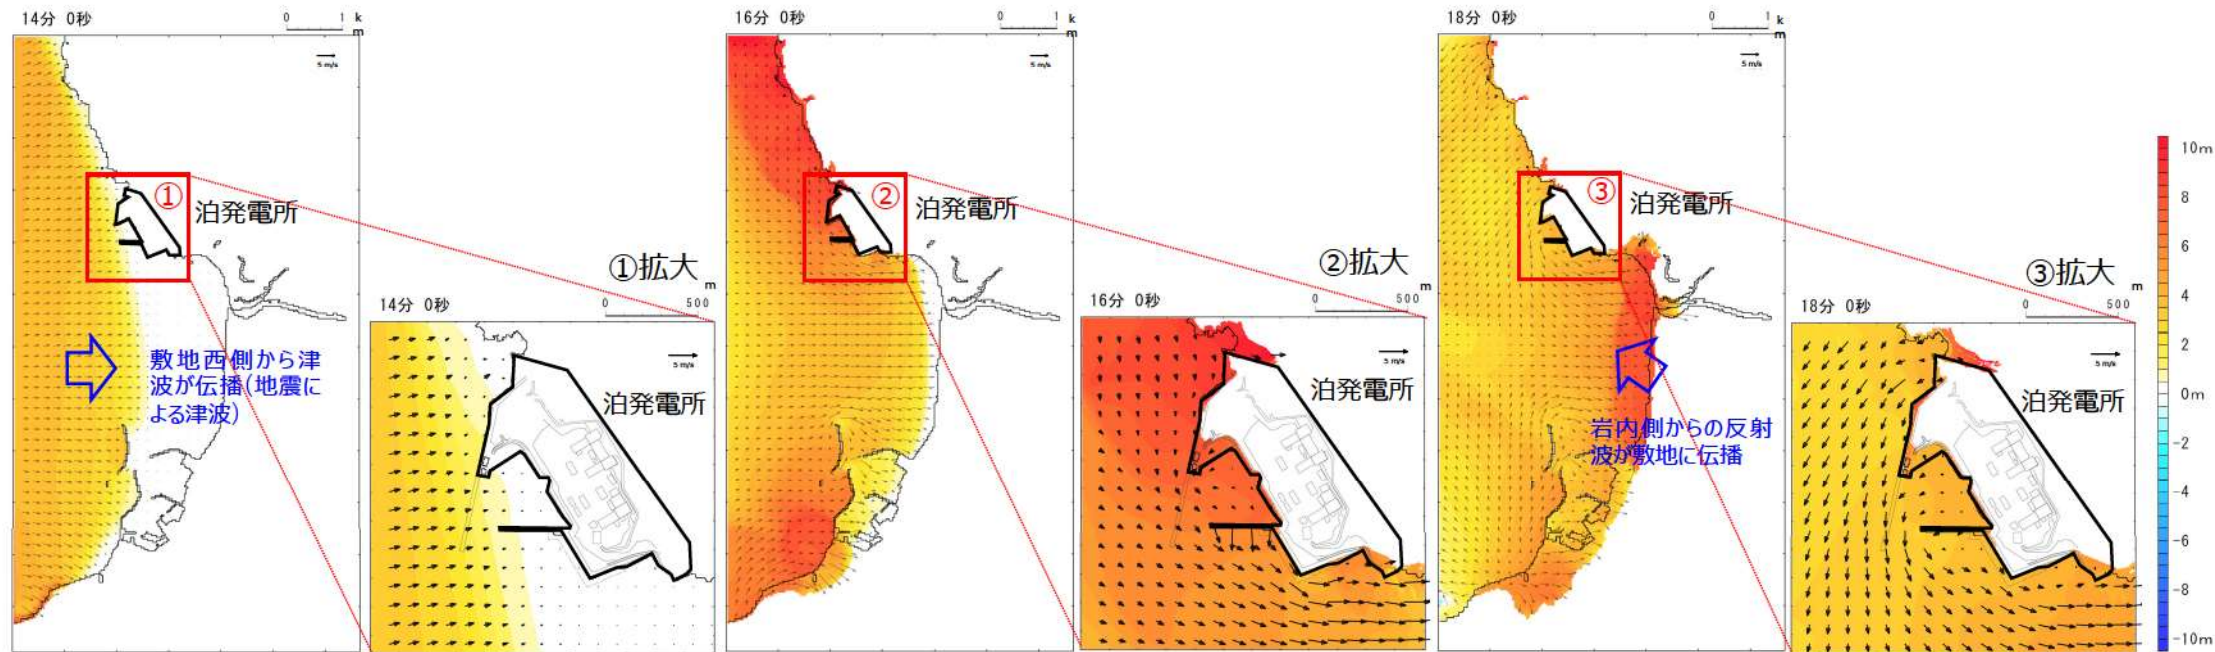 14分 0秒
0 1 k
m
5 m/s
①
泊発電所
敷地西側から津
波が伝播(地震に
よる津波)
①拡大
14分 0秒
0 500 m
5 m/s
泊発電所
16分 0秒
0 1 k
m
5 m/s
②
泊発電所
②拡大
16分 0秒
0 500 m
5 m/s
泊発電所
18分 0秒
0 1 k
m
5 m/s
③
泊発電所
岩内側からの反射
波が敷地に伝播
③拡大
18分 0秒
0 500 m
5 m/s
泊発電所
10m
8
6
4
2
0m
-2
-4
-6
-8
-10m